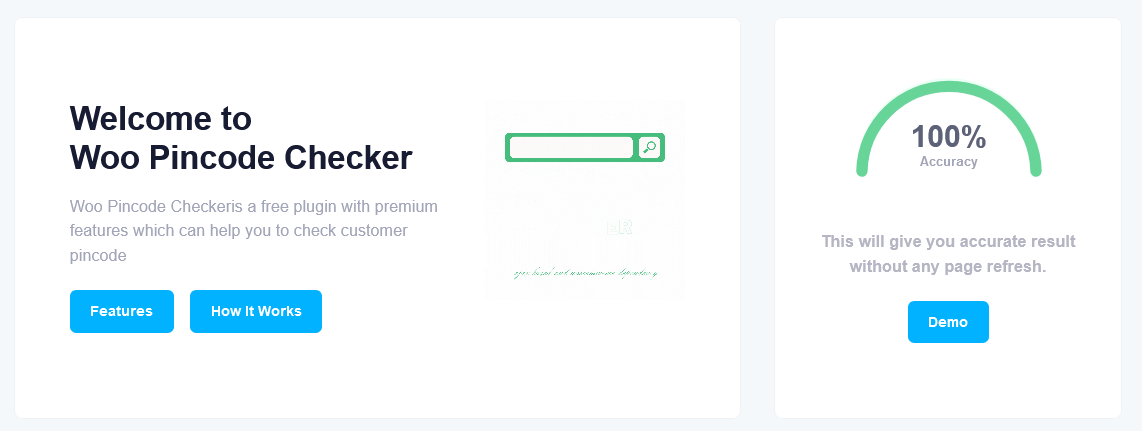 Welcome to
Woo Pincode Checker
Woo Pincode Checkeris a free plugin with premium
features which can help you to check customer
pincode
Features
How It Works
100%
Accuracy
This will give you accurate result
without any page refresh.
Demo